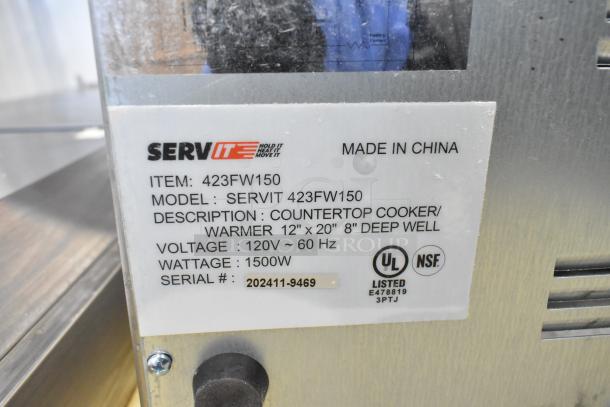 SERVIT HOLD IT
HEAT IT
MOVE IT
MADE IN CHINA
ITEM: 423FW150
MODEL : SERVIT 423FW150
DESCRIPTION : COUNTERTOP COOKER/
WARMER 12" x 20" 8" DEEP WELL
VOLTAGE : 120V ~ 60 Hz
WATTAGE : 1500W
SERIAL # : 202411-9469
UL
NSF
LISTED
E478819
3PTJ
GROUP